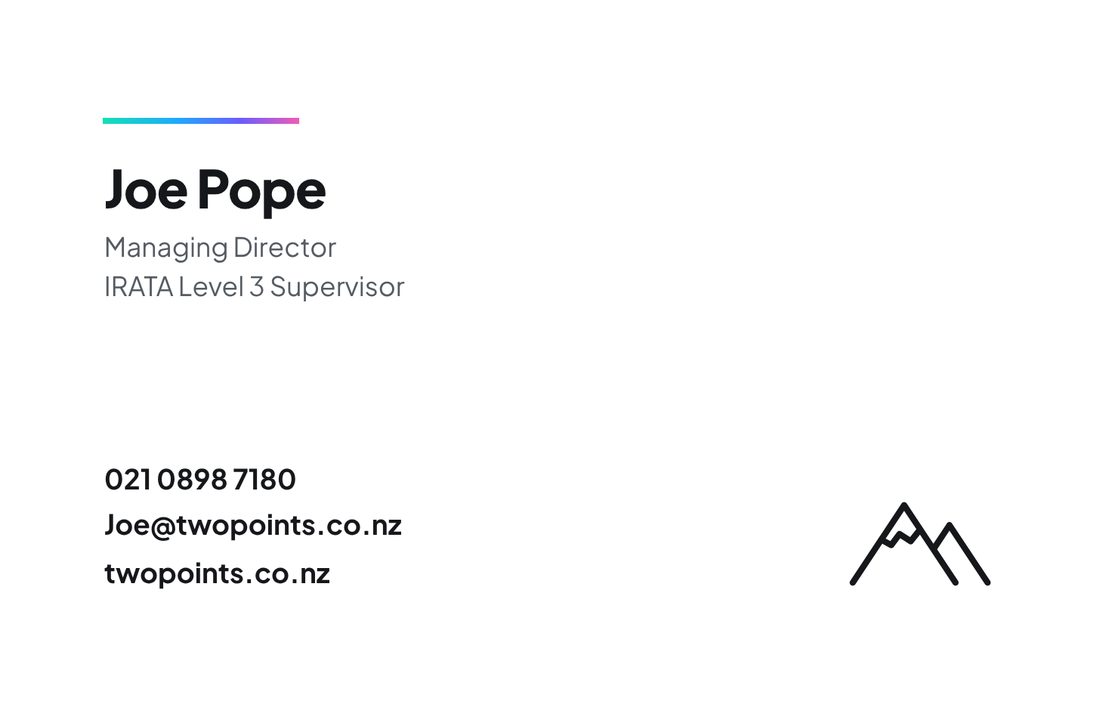 Joe Pope
Managing Director
IRATA Level 3 Supervisor
021 0898 7180
Joe@twopoints.co.nz
twopoints.co.nz